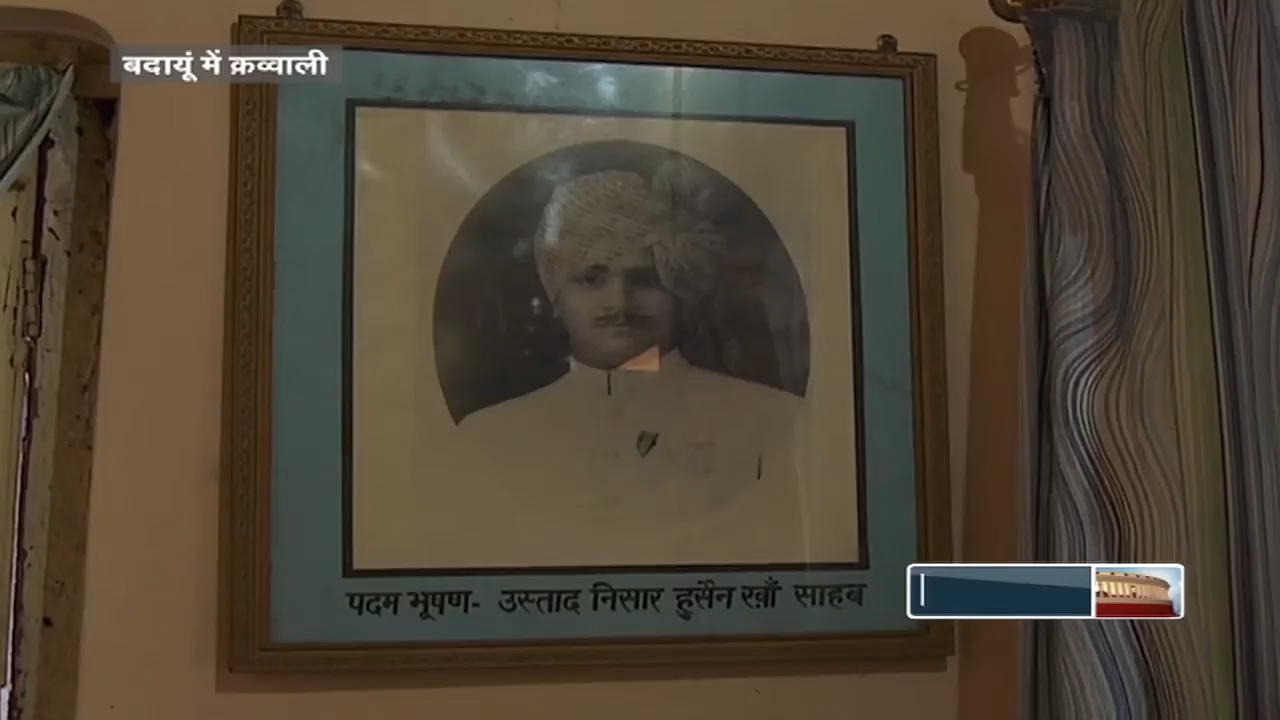 बदायूं में क़व्वाली
पदम भूषण- उस्ताद निसार हुसैन खाँ साहब